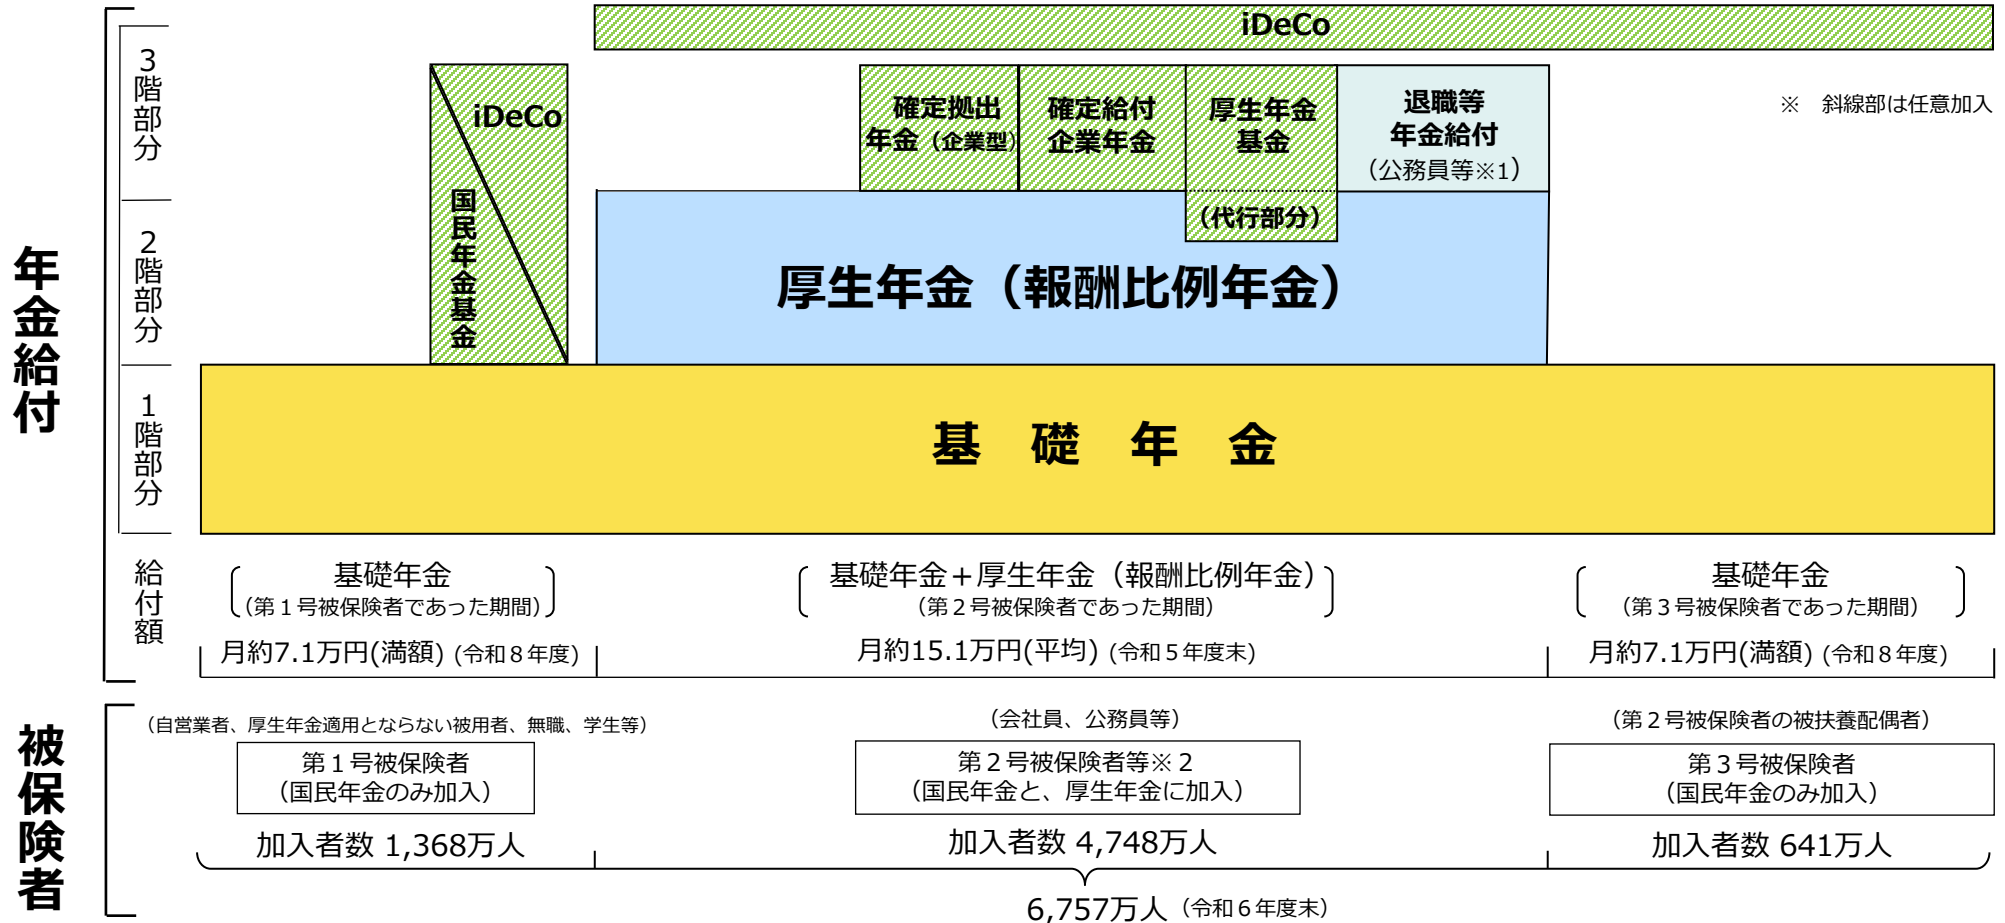 年金給付
3階部分
2階部分
1階部分
給付額
iDeCo
※　斜線部は任意加入
iDeCo
国民年金基金
確定拠出
年金（企業型）
確定給付
企業年金
厚生年金
基金
（代行部分）
退職等
年金給付
（公務員等※1）
厚生年金（報酬比例年金）
基　礎　年　金
基礎年金
（第１号被保険者であった期間）
月約7.1万円(満額) (令和８年度)
基礎年金＋厚生年金（報酬比例年金）
（第２号被保険者であった期間）
月約15.1万円(平均) (令和５年度末)
基礎年金
（第３号被保険者であった期間）
月約7.1万円(満額) (令和８年度)
被保険者
（自営業者、厚生年金適用とならない被用者、無職、学生等）
第１号被保険者
（国民年金のみ加入）
加入者数 1,368万人
（会社員、公務員等）
第２号被保険者等※２
（国民年金と、厚生年金に加入）
加入者数 4,748万人
（第２号被保険者の被扶養配偶者）
第３号被保険者
（国民年金のみ加入）
加入者数 641万人
6,757万人（令和６年度末）